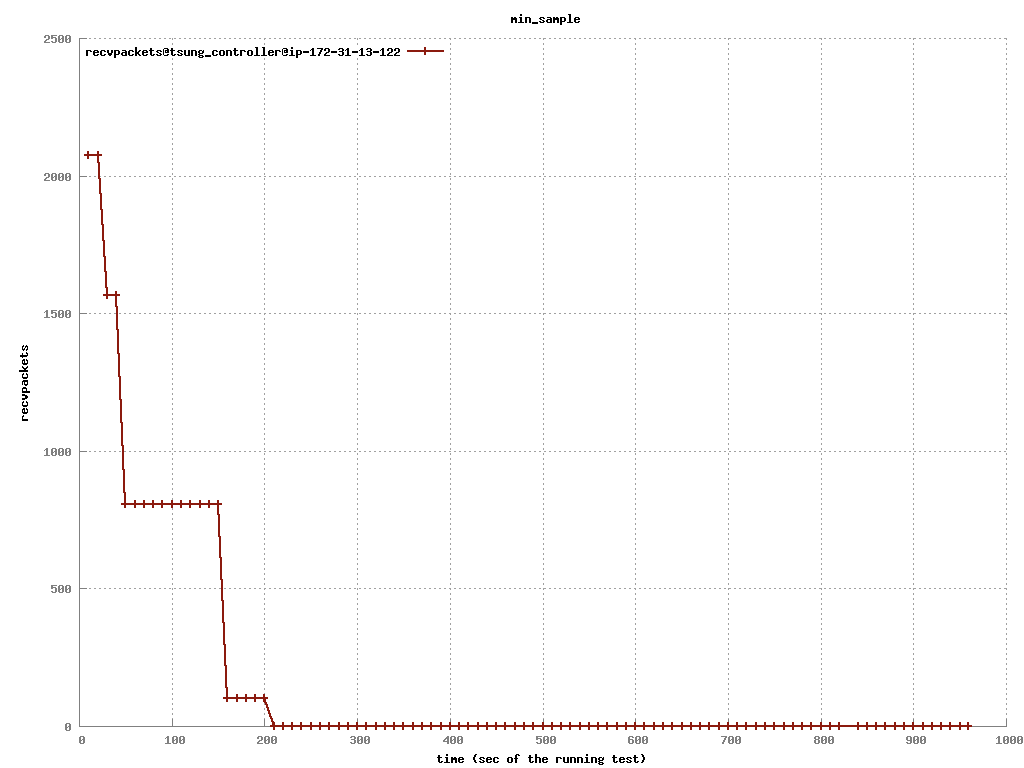 min_sample
2500
recvpackets@tsung_controller@ip-172-31-13-122
2000
1500
recvpackets
1000
500
0
0 100 200 300 400 500 600 700 800 900 1000
time (sec of the running test)